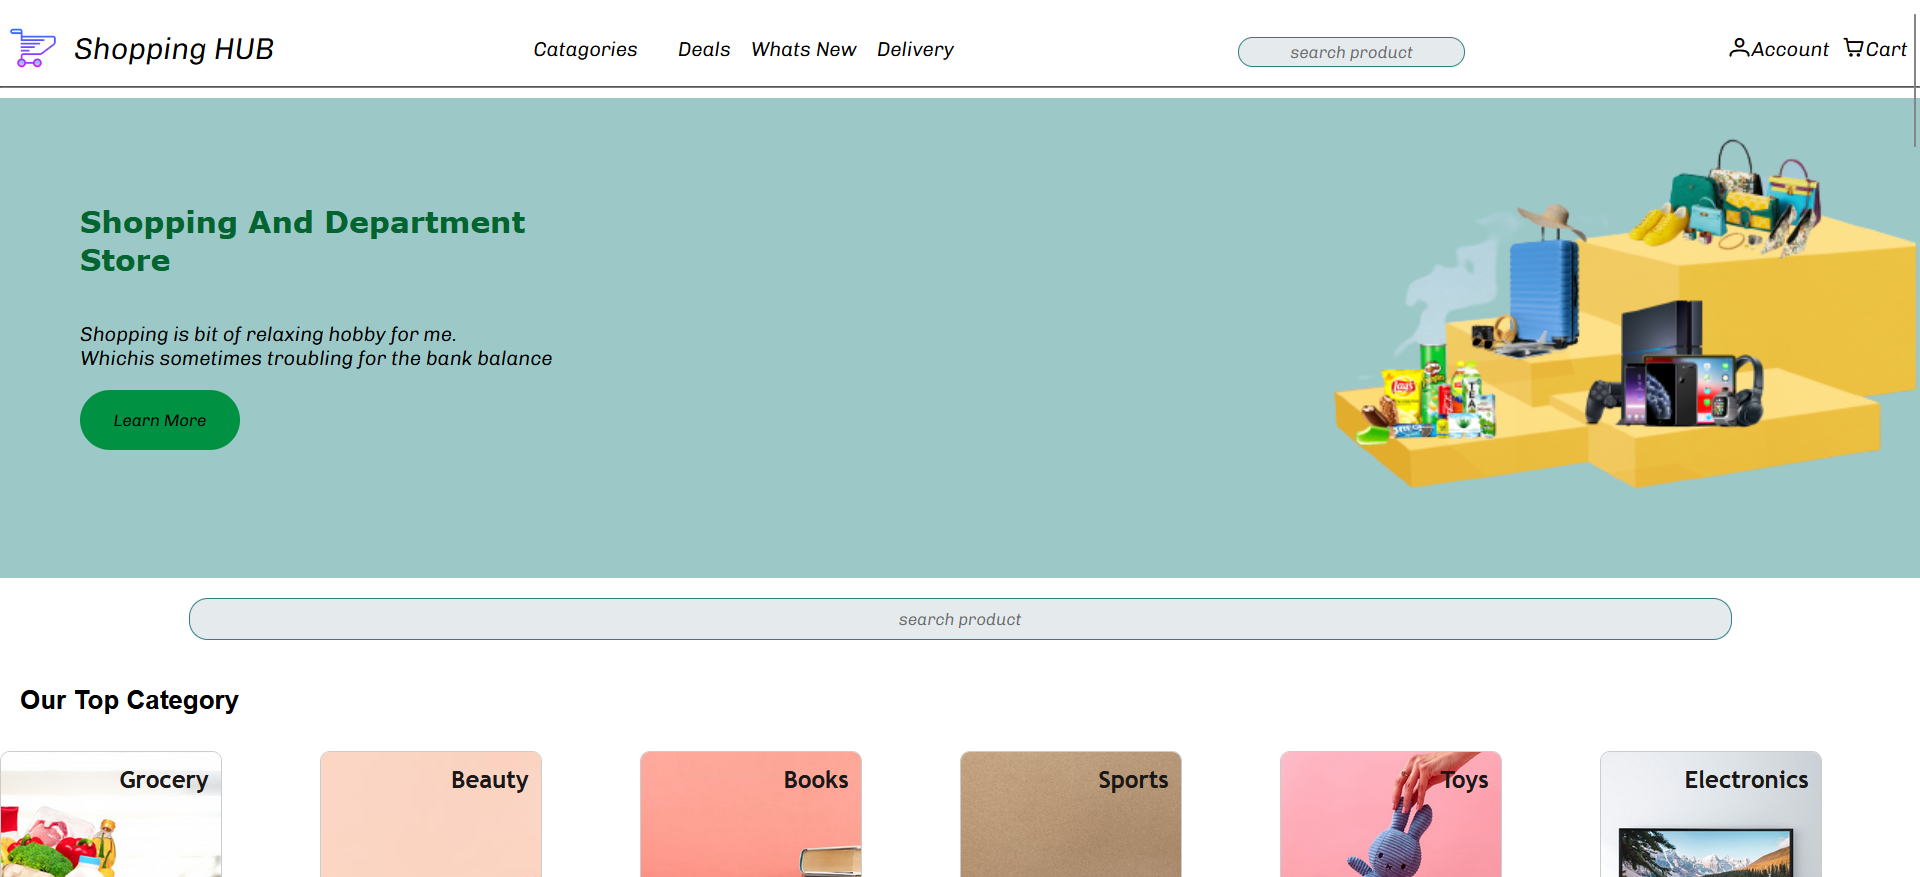 Shopping HUB
Catagories
Deals
Whats New
Delivery
search product
Account
Cart
Shopping And Department
Store
Shopping is bit of relaxing hobby for me.
Whichis sometimes troubling for the bank balance
Learn More
search product
Our Top Category
Grocery
Beauty
Books
Sports
Toys
Electronics